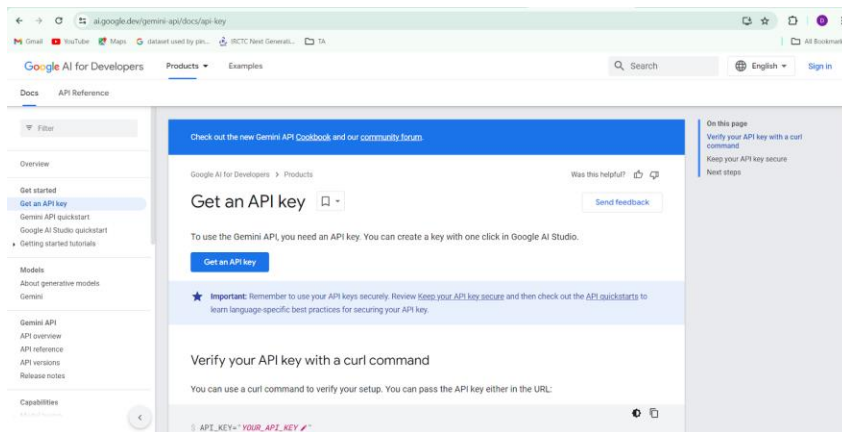 ai.google.dev/gemini-api/docs/api-key
Gmail YouTube Maps dataset used by pin... IRCTC Next Generati... TA All Bookmark
Google AI for Developers Products Examples Search English Sign in
Docs API Reference
Filter
Overview
Get started
Get an API key
Gemini API quickstart
Google AI Studio quickstart
Getting started tutorials
Models
About generative models
Gemini
Gemini API
API overview
API reference
API versions
Release notes
Capabilities
Check out the new Gemini API Cookbook and our community forum.
Google AI for Developers > Products
Was this helpful?
Get an API key
Send feedback
To use the Gemini API, you need an API key. You can create a key with one click in Google AI Studio.
Get an API key
Important: Remember to use your API keys securely. Review Keep your API key secure and then check out the API quickstarts to
learn language-specific best practices for securing your API key.
Verify your API key with a curl command
You can use a curl command to verify your setup. You can pass the API key either in the URL:
API_KEY="YOUR_API_KEY"
On this page
Verify your API key with a curl
command
Keep your API key secure
Next steps